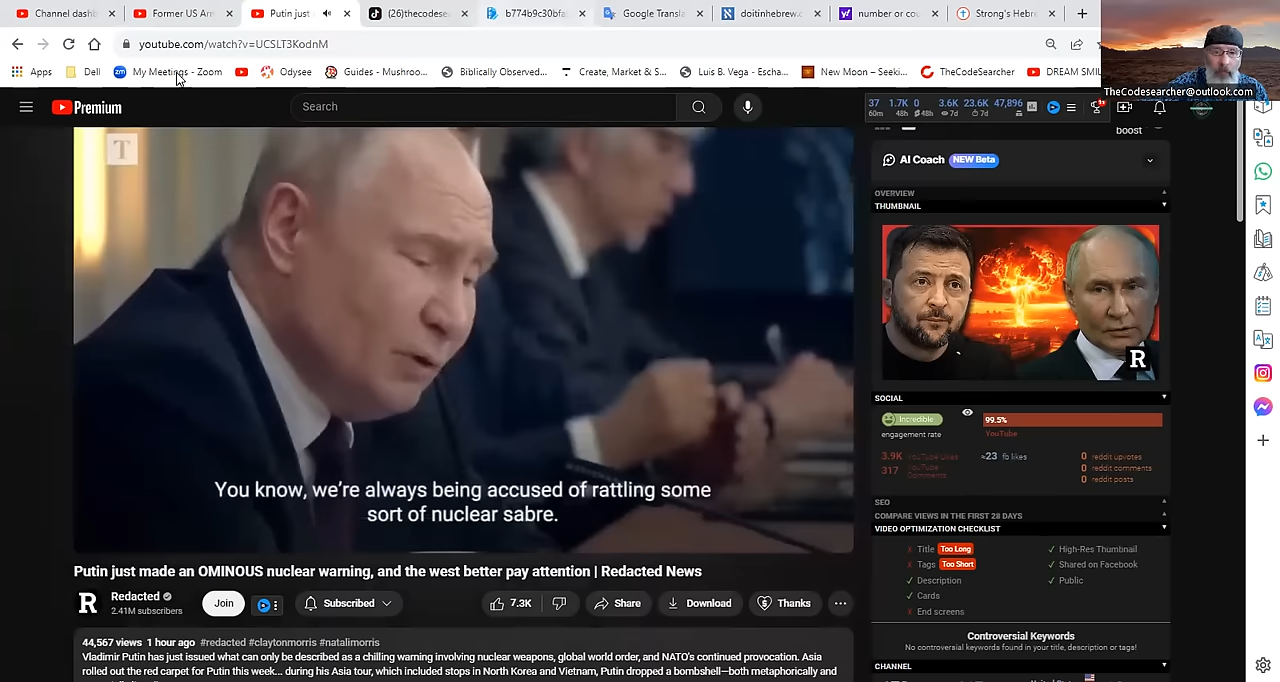 Channel dashb
Former US Arm
Putin just
(26)thecodesea
b774b9c30bfa
Google Transla
doitinhebrew.c
number or cou
Strong's Hebre
youtube.com/watch?v=UCSLT3KodnM
Apps
Dell
My Meetings - Zoom
Odysee
Guides - Mushroo...
Biblically Observed...
Create, Market & S...
Luis B. Vega - Escha...
New Moon – Seeki...
TheCodeSearcher
DREAM SMIL
TheCodesearcher@outlook.com
Premium
Search
37 1.7K 0 3.6K 23.6K 47,896
60m 48h 48h 7d 7d
boost
T
AI Coach NEW Beta
OVERVIEW
THUMBNAIL
R
SOCIAL
Incredible
engagement rate
99.5%
YouTube
3.9K YouTube Likes
317 YouTube Comments
≈23 fb likes
0 reddit upvotes
0 reddit comments
0 reddit posts
You know, we're always being accused of rattling some
sort of nuclear sabre.
SEO
COMPARE VIEWS IN THE FIRST 28 DAYS
VIDEO OPTIMIZATION CHECKLIST
Title Too Long
Tags Too Short
Description
Cards
End screens
High-Res Thumbnail
Shared on Facebook
Public
Controversial Keywords
No controversial keywords found in your title, description or tags!
CHANNEL
Putin just made an OMINOUS nuclear warning, and the west better pay attention | Redacted News
R
Redacted
2.41M subscribers
Join
Subscribed
7.3K
Share
Download
Thanks
44,567 views 1 hour ago #redacted #claytonmorris #natalimorris
Vladimir Putin has just issued what can only be described as a chilling warning involving nuclear weapons, global world order, and NATO's continued provocation. Asia
rolled out the red carpet for Putin this week... during his Asia tour, which included stops in North Korea and Vietnam, Putin dropped a bombshell—both metaphorically and